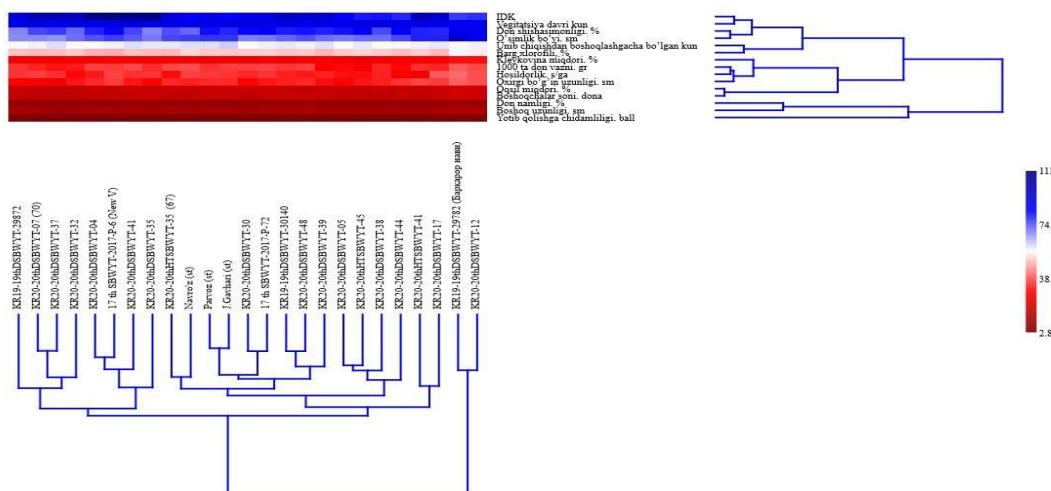 IDK
Vegitatsiya davri kun
Don shishasimonligi. %
O'simlik bo'yi. sm
Unib chiqishdan boshoqlashgacha bo'lgan kun
Barg xlorofili. %
Kleykovina miqdori. %
1000 ta don vazni. gr
Hosildorlik. s/ga
Oxirgi bo'g'in uzunligi. sm
Oqsil miqdori. %
Boshoqchalar soni. dona
Don namligi. %
Boshoq uzunligi. sm
Yotib qolishga chidamliligi. ball
KR19-19thDSBWYT-29872
KR20-20thDSBWYT-07 (70)
KR20-20thDSBWYT-37
KR20-20thDSBWYT-32
KR20-20thDSBWYT-04
17 th SBWYT-2017-P-6 (New V)
KR20-20thDSBWYT-41
KR20-20thDSBWYT-35
KR20-20thHTSBWYT-35 (67)
Navro'z (st)
Parvoz (st)
J Gavhari (st)
KR20-20thDSBWYT-30
17 th SBWYT-2017-P-72
KR19-19thDSBWYT-30140
KR20-20thDSBWYT-48
KR20-20thDSBWYT-39
KR20-20thDSBWYT-05
KR20-20thHTSBWYT-45
KR20-20thDSBWYT-38
KR20-20thDSBWYT-44
KR20-20thHTSBWYT-41
KR20-20thDSBWYT-17
KR19-19thDSBWYT-29782 (Барқарор нави)
KR20-20thDSBWYT-12
74.
38.
2.8